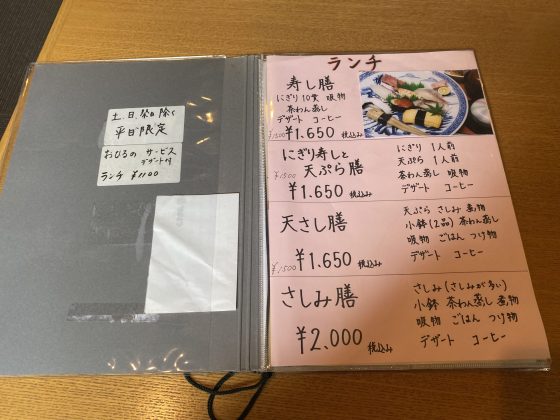 土、日、祭日 除く
平日限定
おひるの サービス
デザート付
ランチ ¥1100
ランチ
寿し膳
にぎり10貫 吸物
茶わん蒸し
デザート コーヒー
¥1500
¥1.650 税込み
にぎり寿しと
天ぷら膳
¥1500
¥1.650 税込み
にぎり 1人前
天ぷら 1人前
茶わん蒸し 吸物
デザート コーヒー
天さし膳
¥1500
¥1.650 税込み
天ぷら さしみ 煮物
小鉢(2品) 茶わん蒸し
吸物 ごはん つけ物
デザート コーヒー
さしみ膳
¥2.000
税込み
さしみ(さしみが多い)
小鉢 茶わん蒸し 煮物
吸物 ごはん つけ物
デザート コーヒー